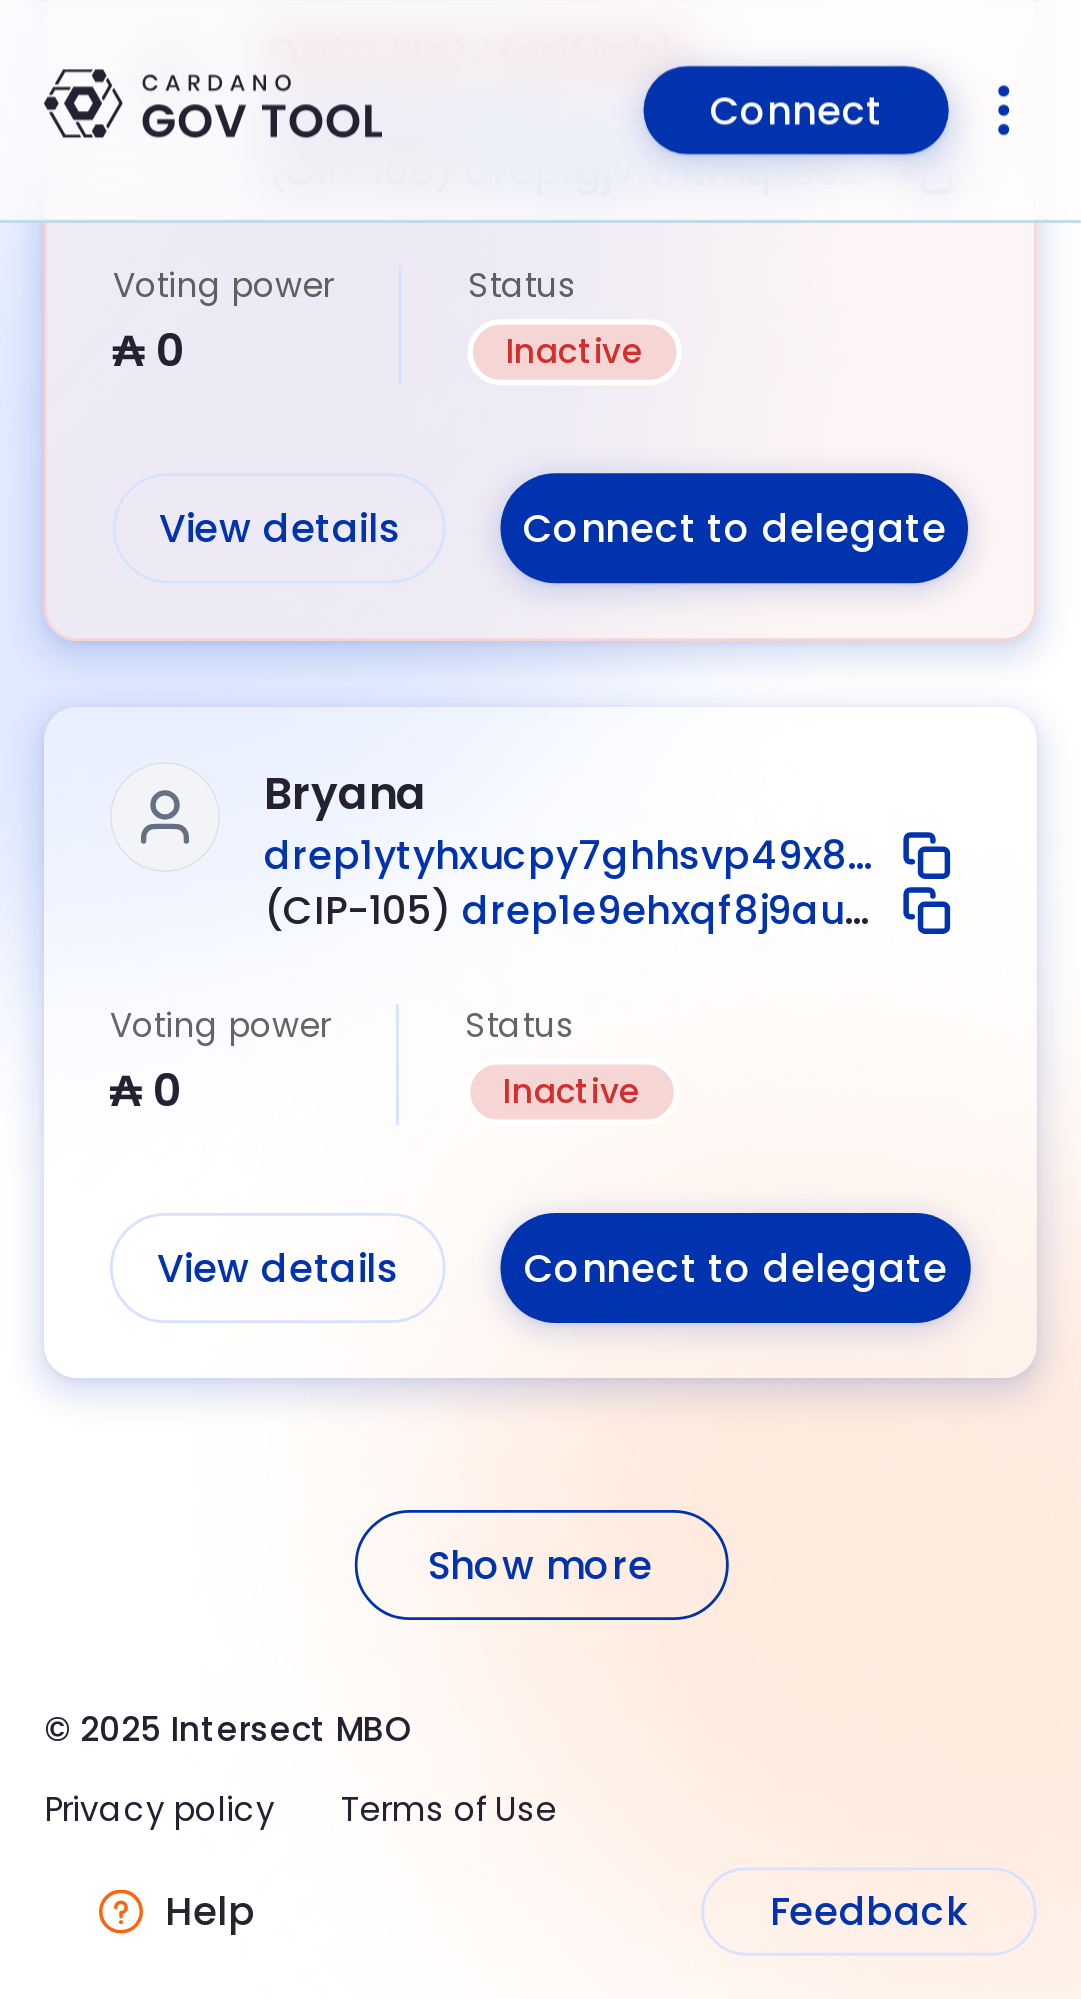 CARDANO
GOV TOOL
Connect
Voting power
Status
₳ 0
Inactive
View details
Connect to delegate
Bryana
drep1ytyhxucpy7ghhsvp49x8...
(CIP-105) drep1e9ehxqf8j9au...
Voting power
Status
₳ 0
Inactive
View details
Connect to delegate
Show more
© 2025 Intersect MBO
Privacy policy
Terms of Use
Help
Feedback